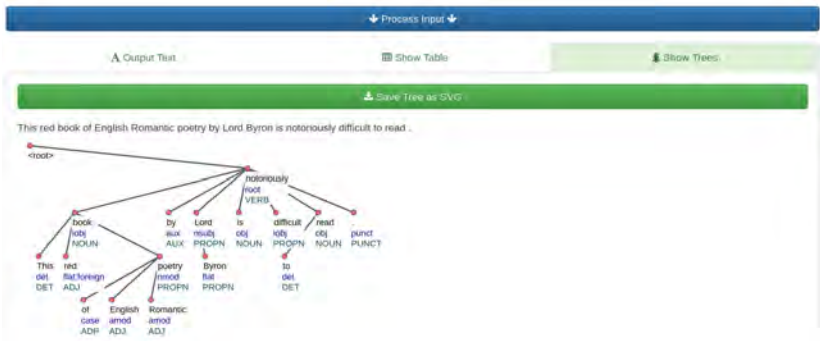 Process Input
A Output Text
Show Table
Show Trees
Save Tree as SVG
This red book of English Romantic poetry by Lord Byron is notoriously difficult to read .
<root>
notoriously
root
VERB
book by Lord is difficult read
iobj aux nsubj obj iobj obj punct
NOUN AUX PROPN NOUN PROPN NOUN PUNCT
This red poetry Byron to
det flat:foreign nmod flat det
DET ADJ PROPN PROPN DET
of English Romantic
case amod amod
ADP ADJ ADJ